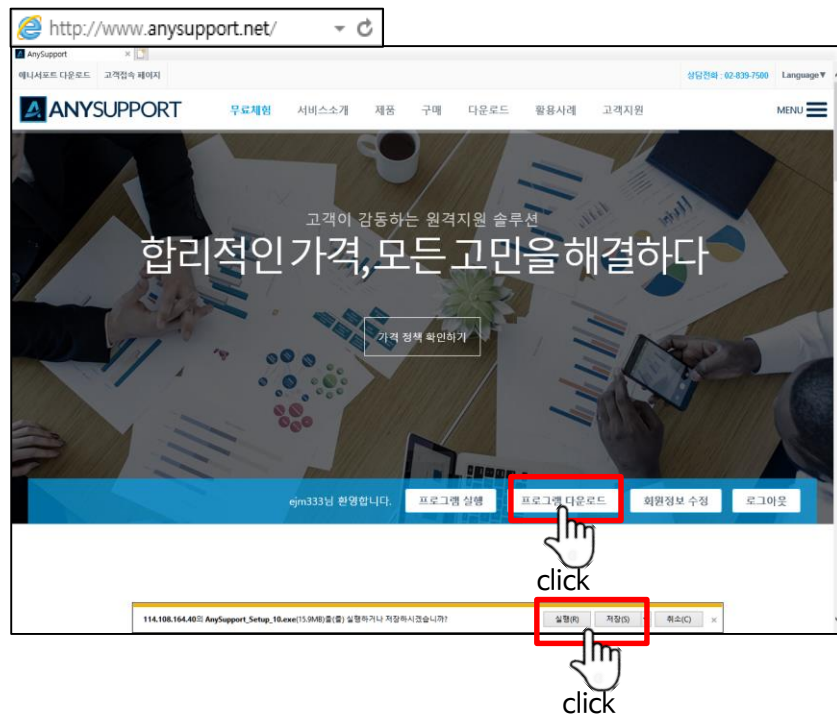 http://www.anysupport.net/
AnySupport
애니서포트 다운로드 고객접속 페이지 상담전화 : 02-839-7500 Language▼
ANYSUPPORT 무료체험 서비스소개 제품 구매 다운로드 활용사례 고객지원 MENU
고객이 감동하는 원격지원 솔루션
합리적인 가격, 모든 고민을 해결하다
가격 정책 확인하기
ejm333님 환영합니다. 프로그램 실행 프로그램 다운로드 회원정보 수정 로그아웃
click
114.108.164.40의 AnySupport_Setup_10.exe(15.9MB)을(를) 실행하거나 저장하시겠습니까? 실행(R) 저장(S) 취소(C) ×
click